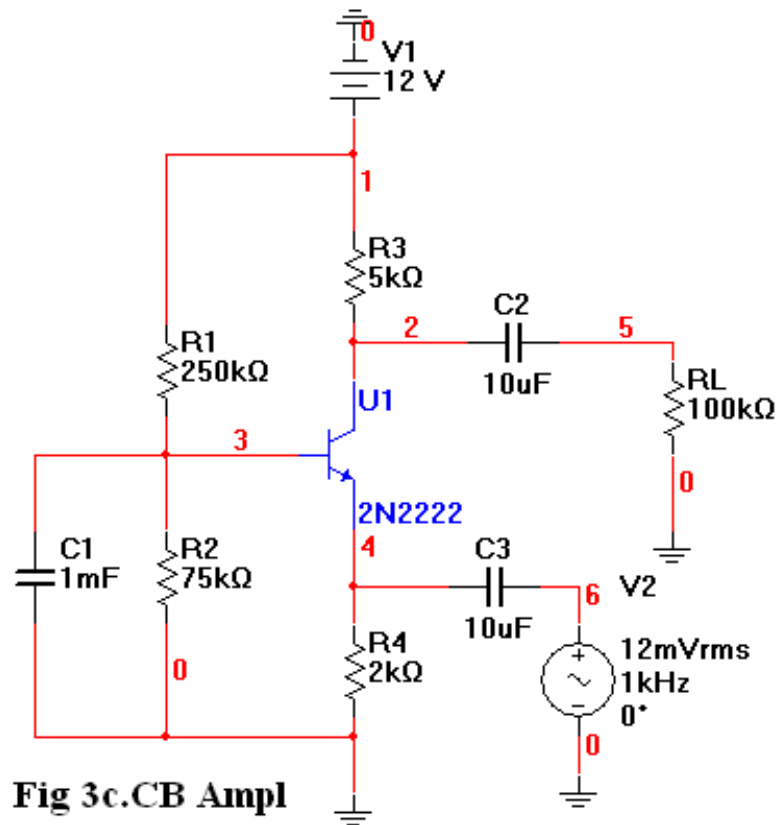 0
V1
12 V
1
R3
5kΩ
C2
2
5
10uF
R1
250kΩ
RL
100kΩ
U1
3
0
2N2222
4
C1
1mF
R2
75kΩ
C3
6
V2
10uF
12mVrms
1kHz
0°
R4
2kΩ
0
0
Fig 3c.CB Ampl